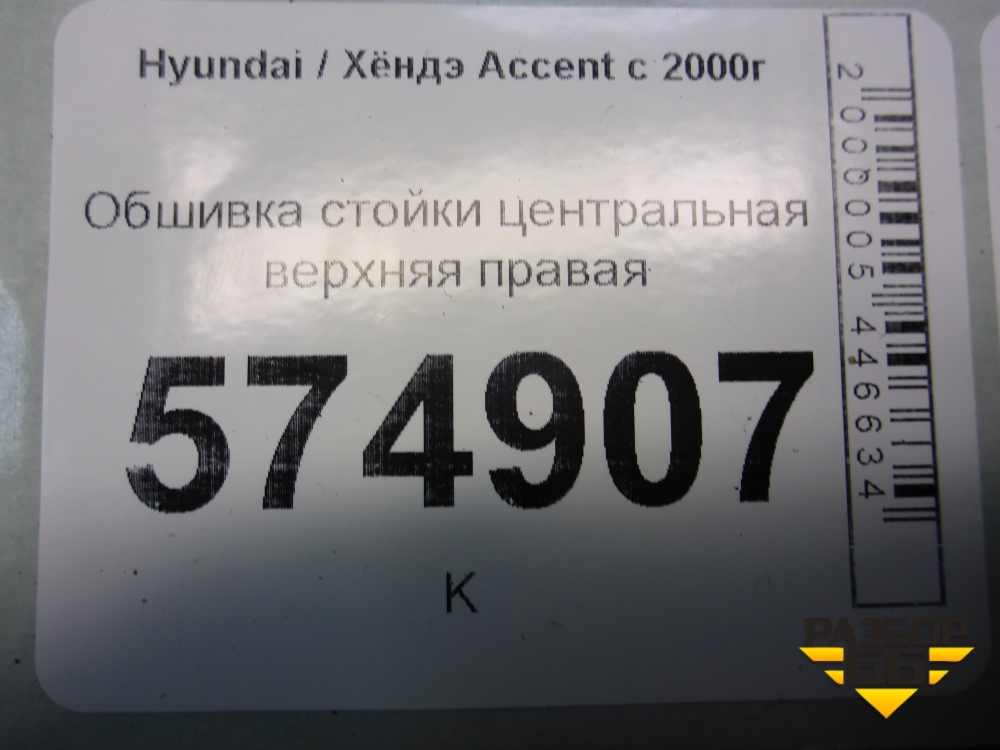 Hyundai / Хёндэ Accent с 2000г
Обшивка стойки центральная
верхняя правая
574907
К
2000005446634
РАЗБОР
66